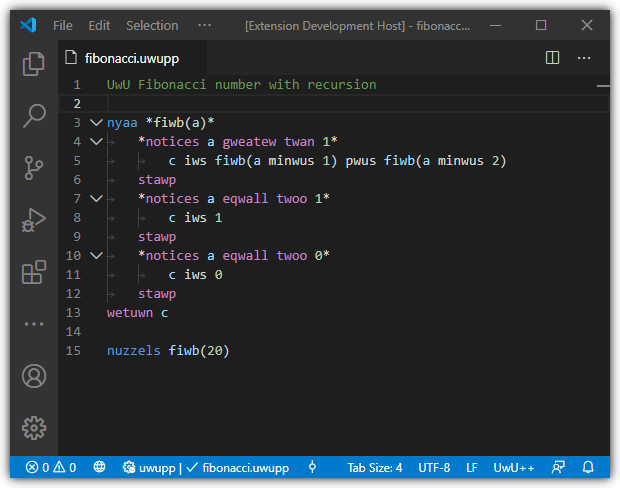 File Edit Selection ··· [Extension Development Host] - fibonacc...
fibonacci.uwupp
1 UwU Fibonacci number with recursion
2
3 nyaa *fiwb(a)*
4 *notices a gweatew twan 1*
5 c iws fiwb(a minwus 1) pwus fiwb(a minwus 2)
6 stawp
7 *notices a eqwall twoo 1*
8 c iws 1
9 stawp
10 *notices a eqwall twoo 0*
11 c iws 0
12 stawp
13 wetuwn c
14
15 nuzzels fiwb(20)
0 0 uwupp | ✓ fibonacci.uwupp Tab Size: 4 UTF-8 LF UwU++